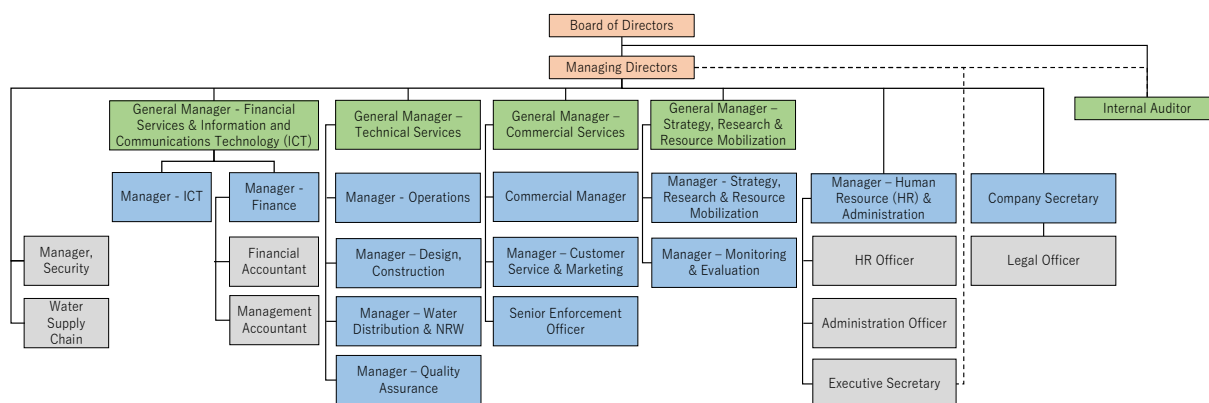 Board of Directors
Managing Directors
General Manager - Financial
Services & Information and
Communications Technology (ICT)
General Manager -
Technical Services
General Manager –
Commercial Services
General Manager –
Strategy, Research &
Resource Mobilization
Internal Auditor
Manager - ICT
Manager -
Finance
Manager - Operations
Commercial Manager
Manager - Strategy,
Research & Resource
Mobilization
Manager – Human
Resource (HR) &
Administration
Company Secretary
Manager,
Security
Financial
Accountant
Manager – Design,
Construction
Manager – Customer
Service & Marketing
Manager – Monitoring
& Evaluation
HR Officer
Legal Officer
Water
Supply
Chain
Management
Accountant
Manager – Water
Distribution & NRW
Senior Enforcement
Officer
Administration Officer
Manager – Quality
Assurance
Executive Secretary